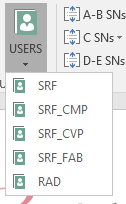 USERS
A-B SNs
C SNs
D-E SNs
SRF
SRF_CMP
SRF_CVP
SRF_FAB
RAD